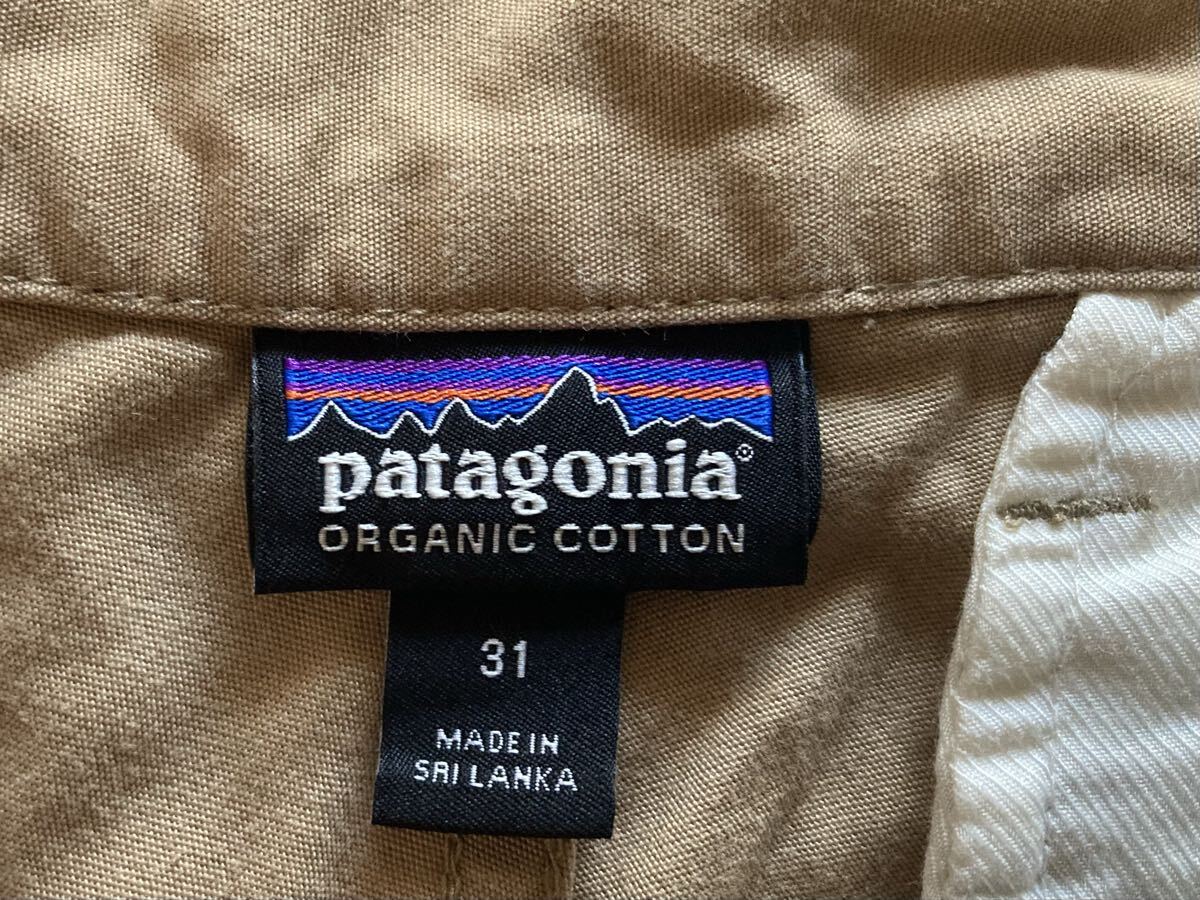 patagonia®
ORGANIC COTTON
31
MADE IN
SRI LANKA